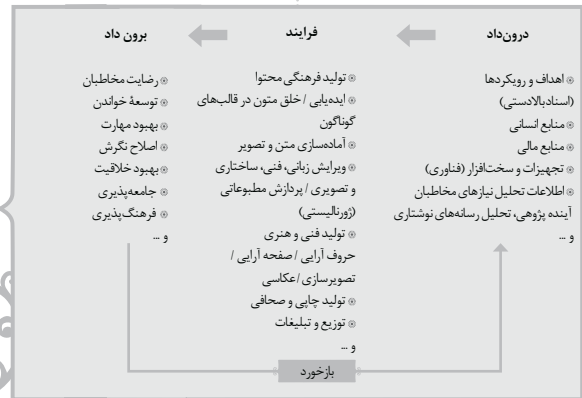 درون‌داد
⊚ اهداف و رویکردها
(اسنادبالادستی)
⊚ منابع انسانی
⊚ منابع مالی
⊚ تجهیزات و سخت‌افزار (فناوری)
⊚ اطلاعات تحلیل نیازهای مخاطبان
آینده پژوهی، تحلیل رسانه‌های نوشتاری
و ...
فرایند
⊚ تولید فرهنگی محتوا
⊚ ایده‌یابی / خلق متون در قالب‌های
گوناگون
⊚ آماده‌سازی متن و تصویر
⊚ ویرایش زبانی، فنی، ساختاری
و تصویری / پردازش مطبوعاتی
(ژورنالیستی)
⊚ تولید فنی و هنری
حروف آرایی / صفحه آرایی /
تصویرسازی / عکاسی
⊚ تولید چاپی و صحافی
⊚ توزیع و تبلیغات
و ...
برون داد
⊚ رضایت مخاطبان
⊚ توسعهٔ خواندن
⊚ بهبود مهارت
⊚ اصلاح نگرش
⊚ بهبود خلاقیت
⊚ جامعه‌پذیری
⊚ فرهنگ‌پذیری
و ...
بازخورد